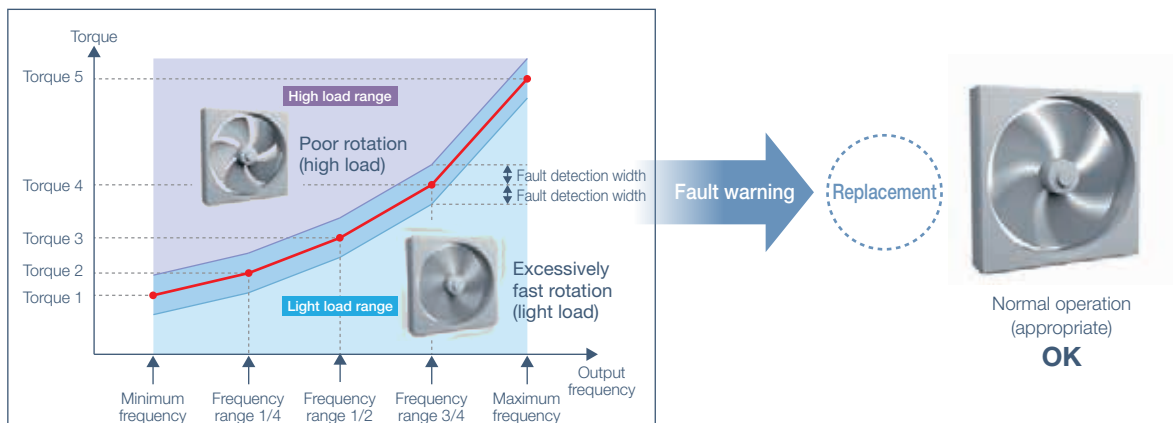 Torque
Torque 5
High load range
Poor rotation
(high load)
Torque 4
Fault detection width
Fault detection width
Torque 3
Torque 2
Torque 1
Excessively
fast rotation
(light load)
Light load range
Output
frequency
Minimum
frequency
Frequency
range 1/4
Frequency
range 1/2
Frequency
range 3/4
Maximum
frequency
Fault warning
Replacement
Normal operation
(appropriate)
OK